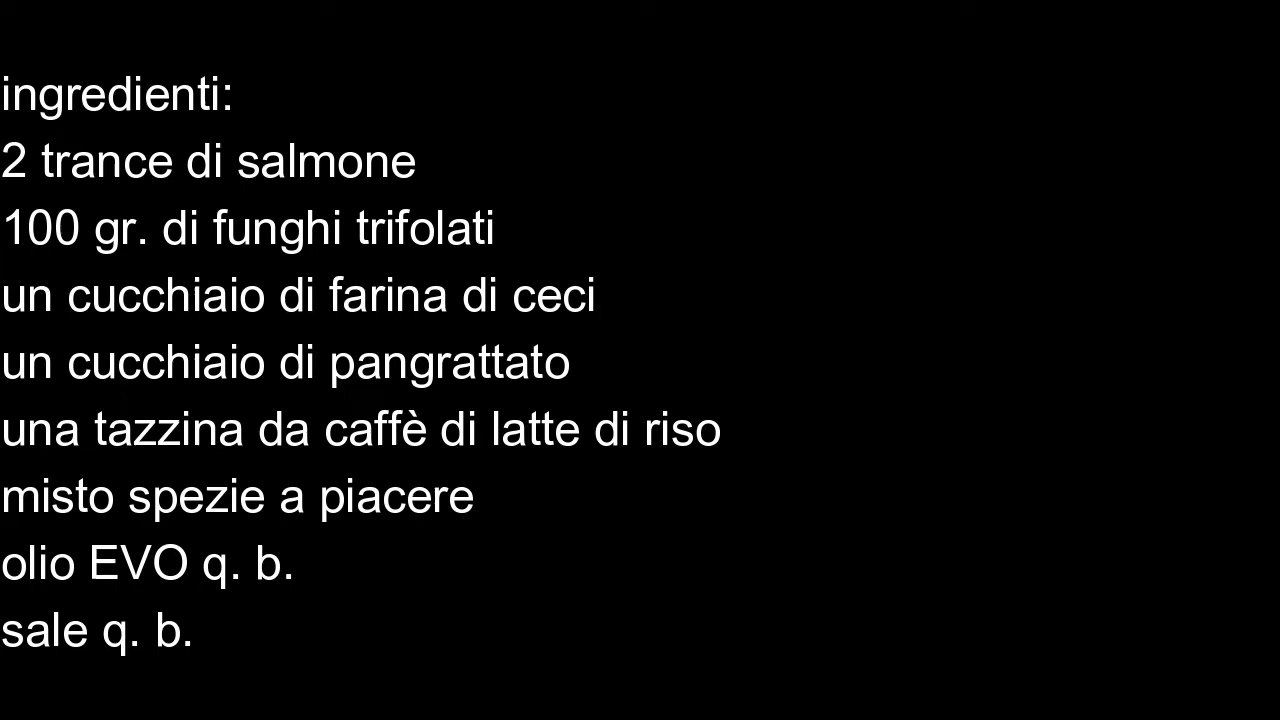 ingredienti:
2 trance di salmone
100 gr. di funghi trifolati
un cucchiaio di farina di ceci
un cucchiaio di pangrattato
una tazzina da caffè di latte di riso
misto spezie a piacere
olio EVO q. b.
sale q. b.